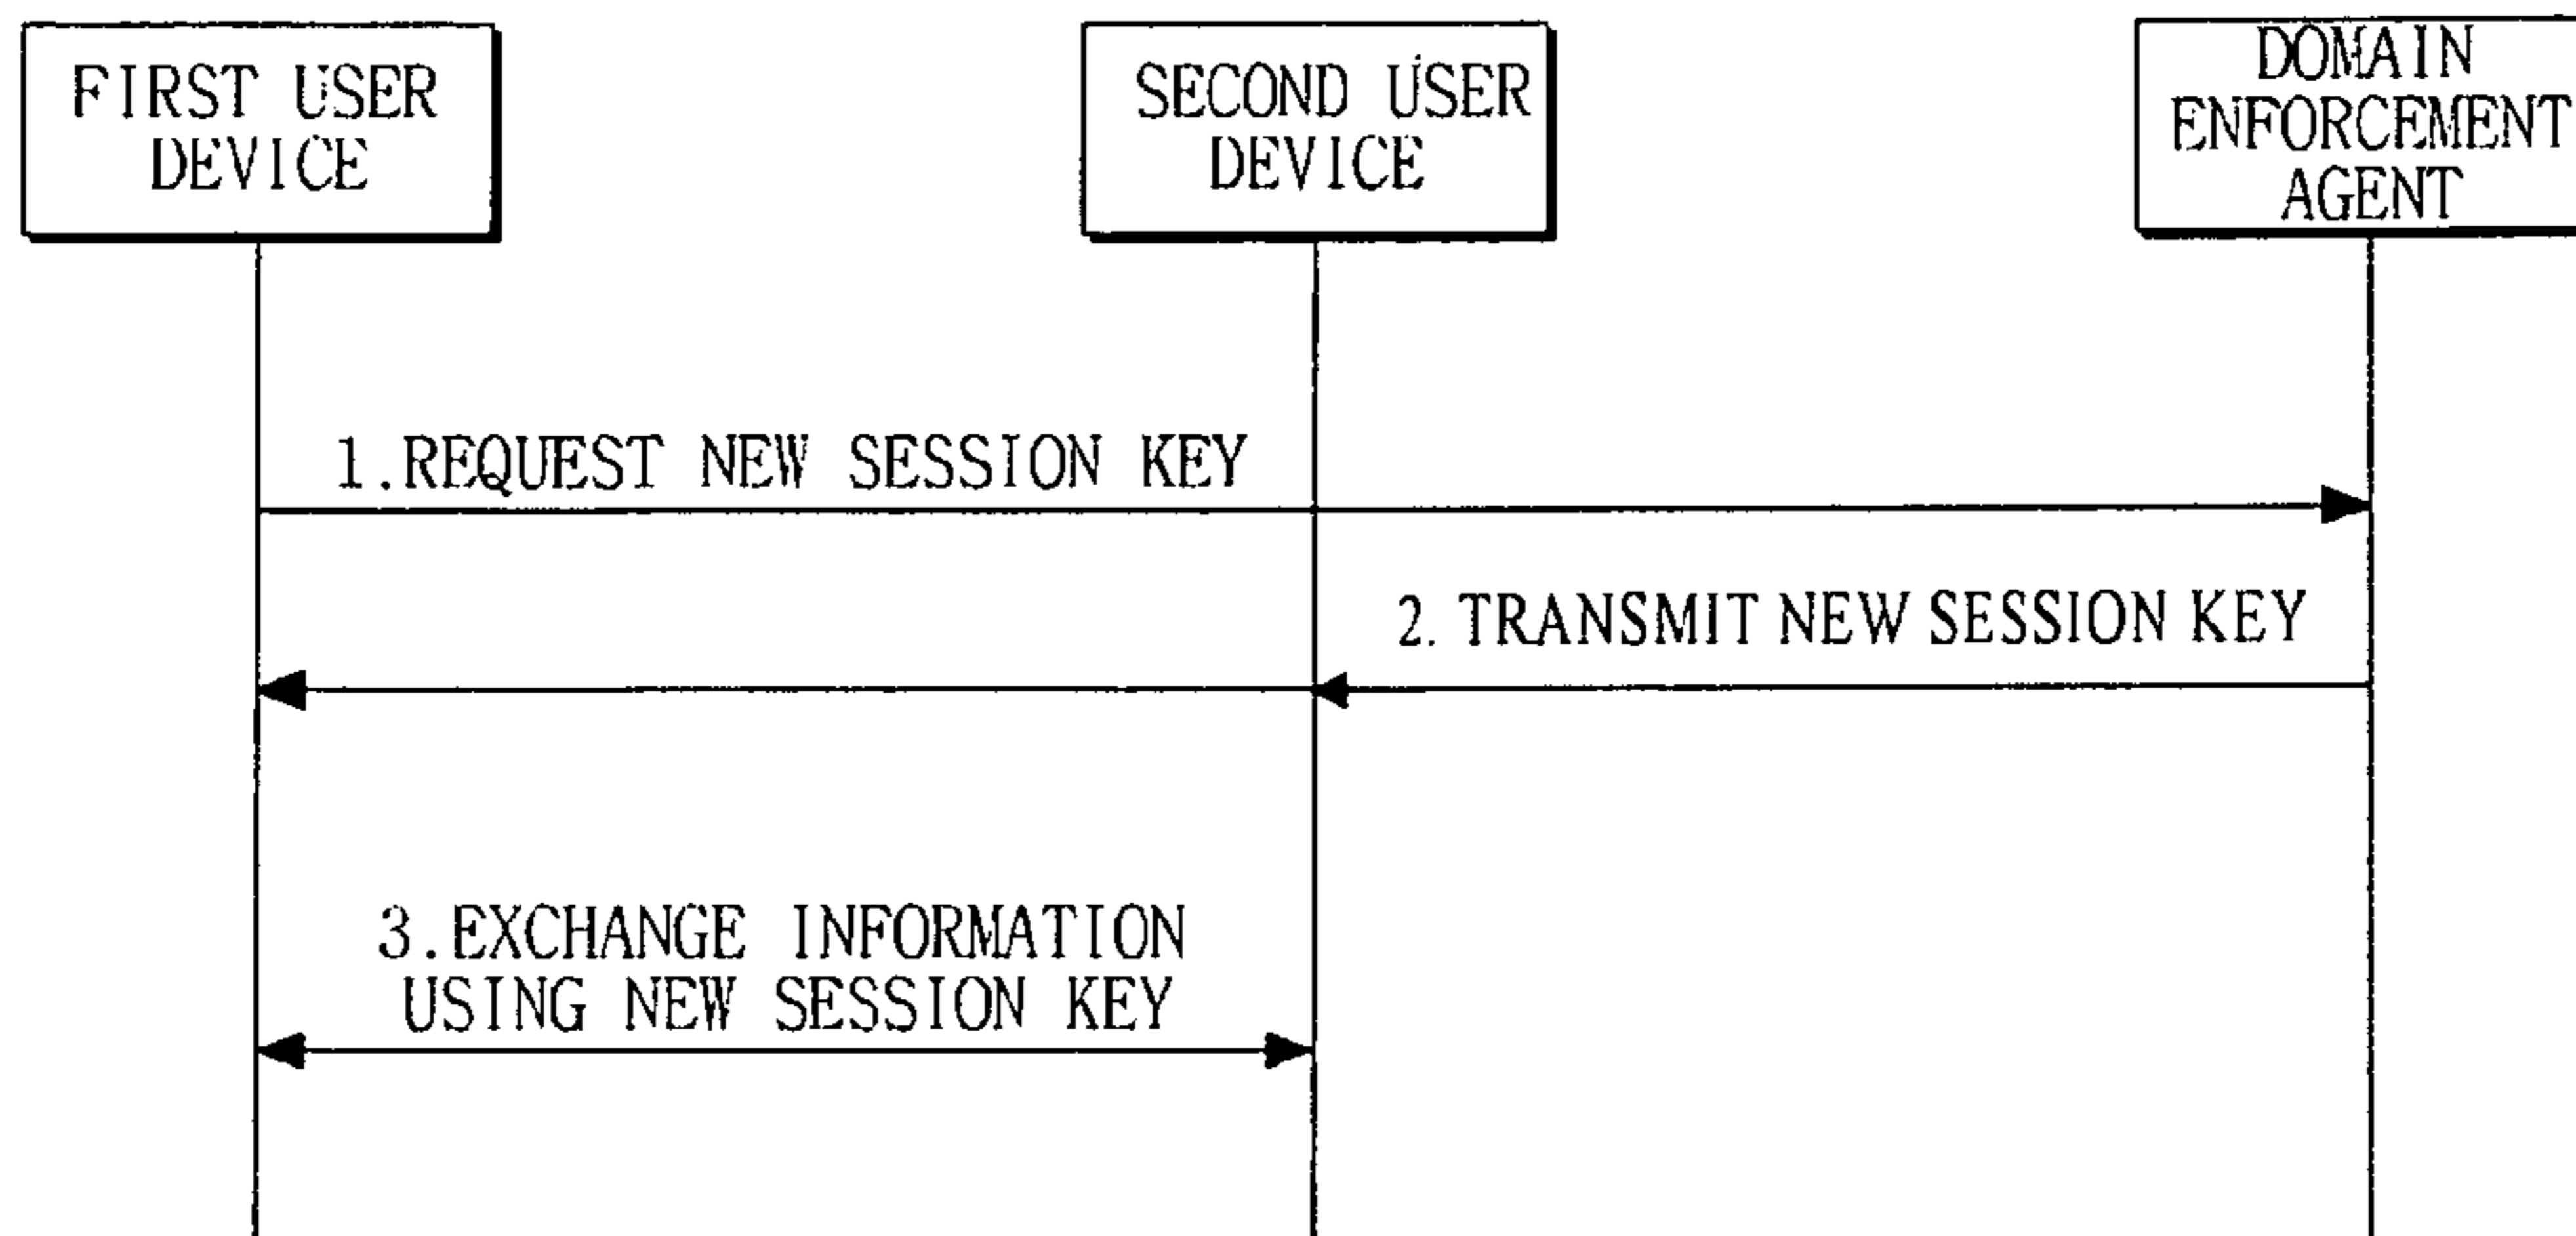 FIRST USER
DEVICE
SECOND USER
DEVICE
DOMAIN
ENFORCEMENT
AGENT
1.REQUEST NEW SESSION KEY
2. TRANSMIT NEW SESSION KEY
3.EXCHANGE INFORMATION
USING NEW SESSION KEY